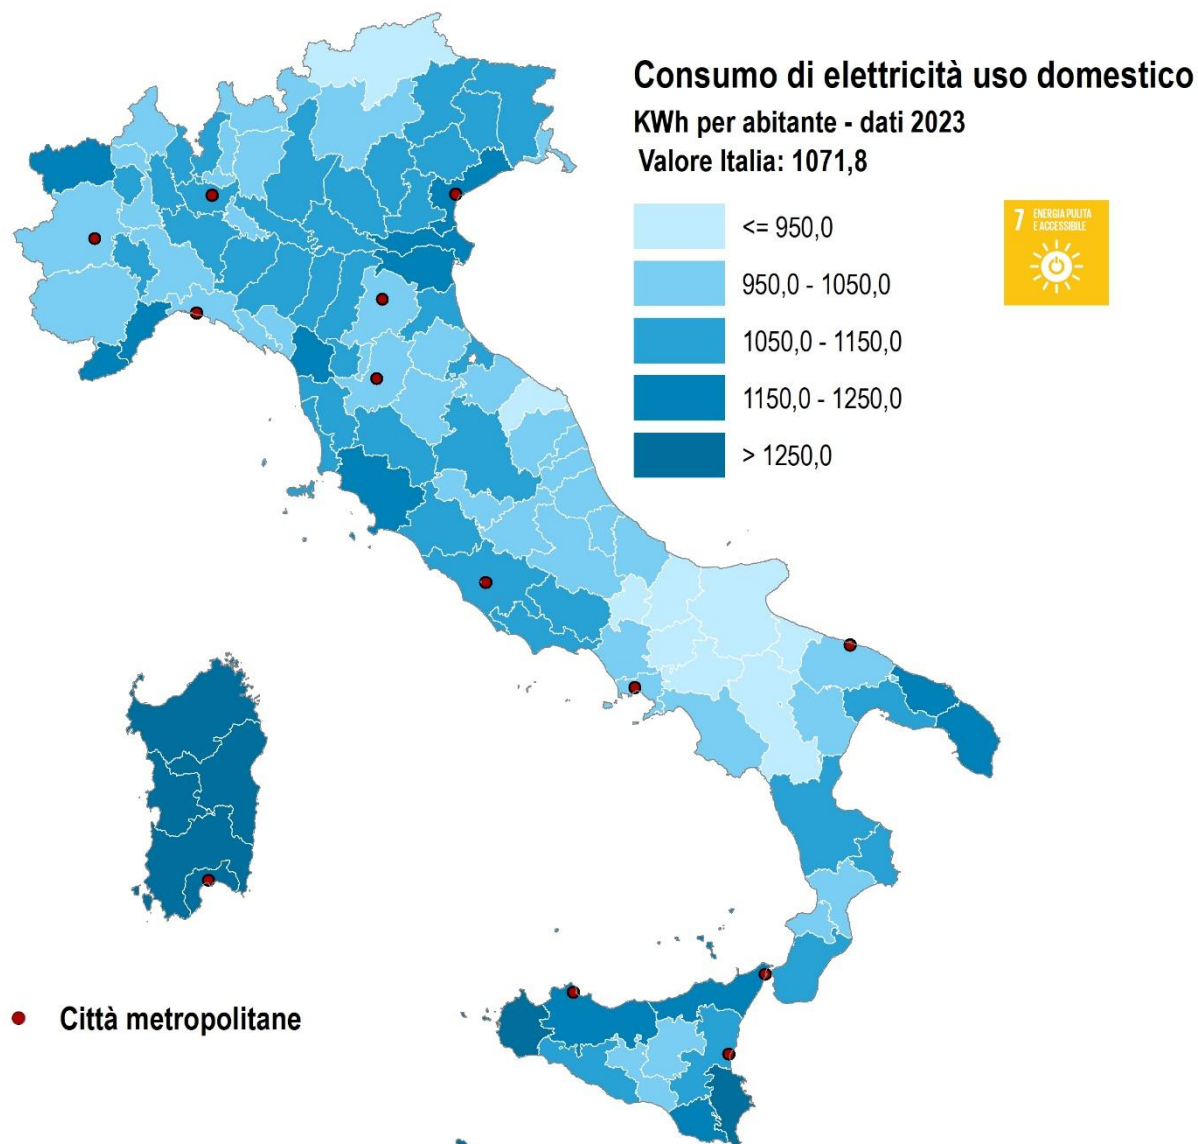 Consumo di elettricità uso domestico
KWh per abitante - dati 2023
Valore Italia: 1071,8
<= 950,0
950,0 - 1050,0
1050,0 - 1150,0
1150,0 - 1250,0
> 1250,0
7 ENERGIA PULITA
E ACCESSIBILE
Città metropolitane